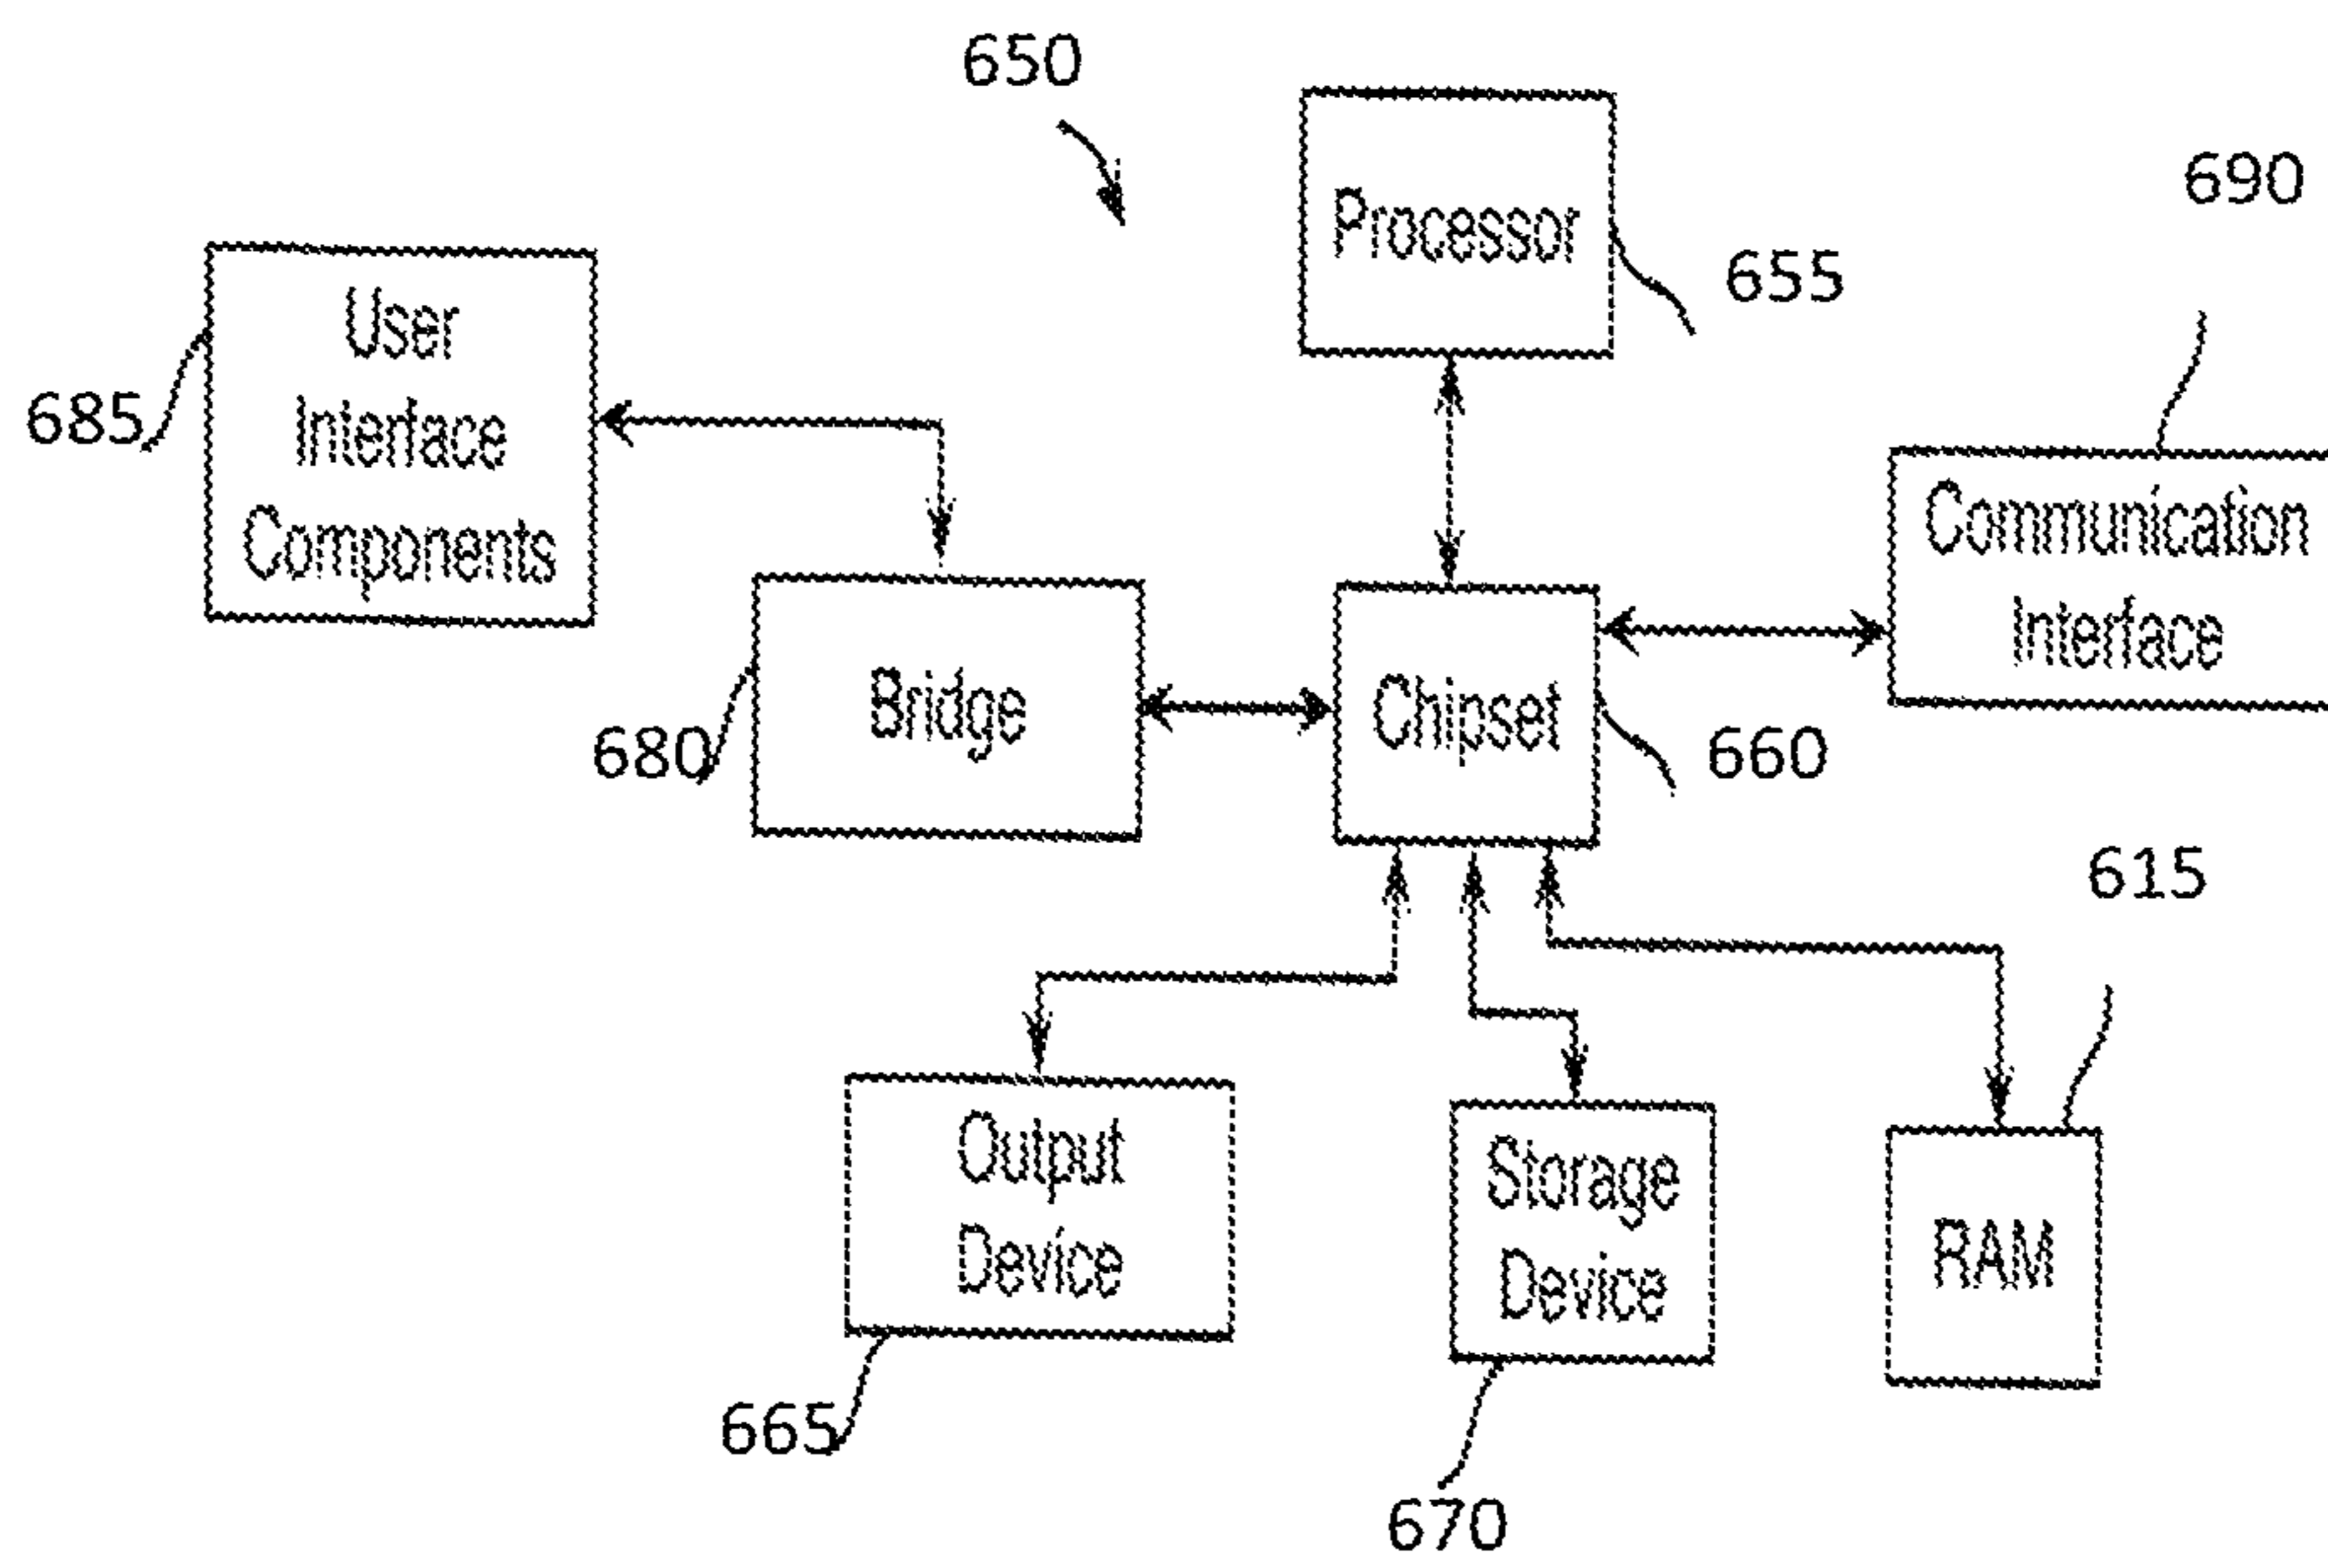 650
Processor
690
655
User
Interface
Components
685
Communication
Interface
Bridge
Chipset
680
660
615
Output
Device
Storage
Device
RAM
665
670